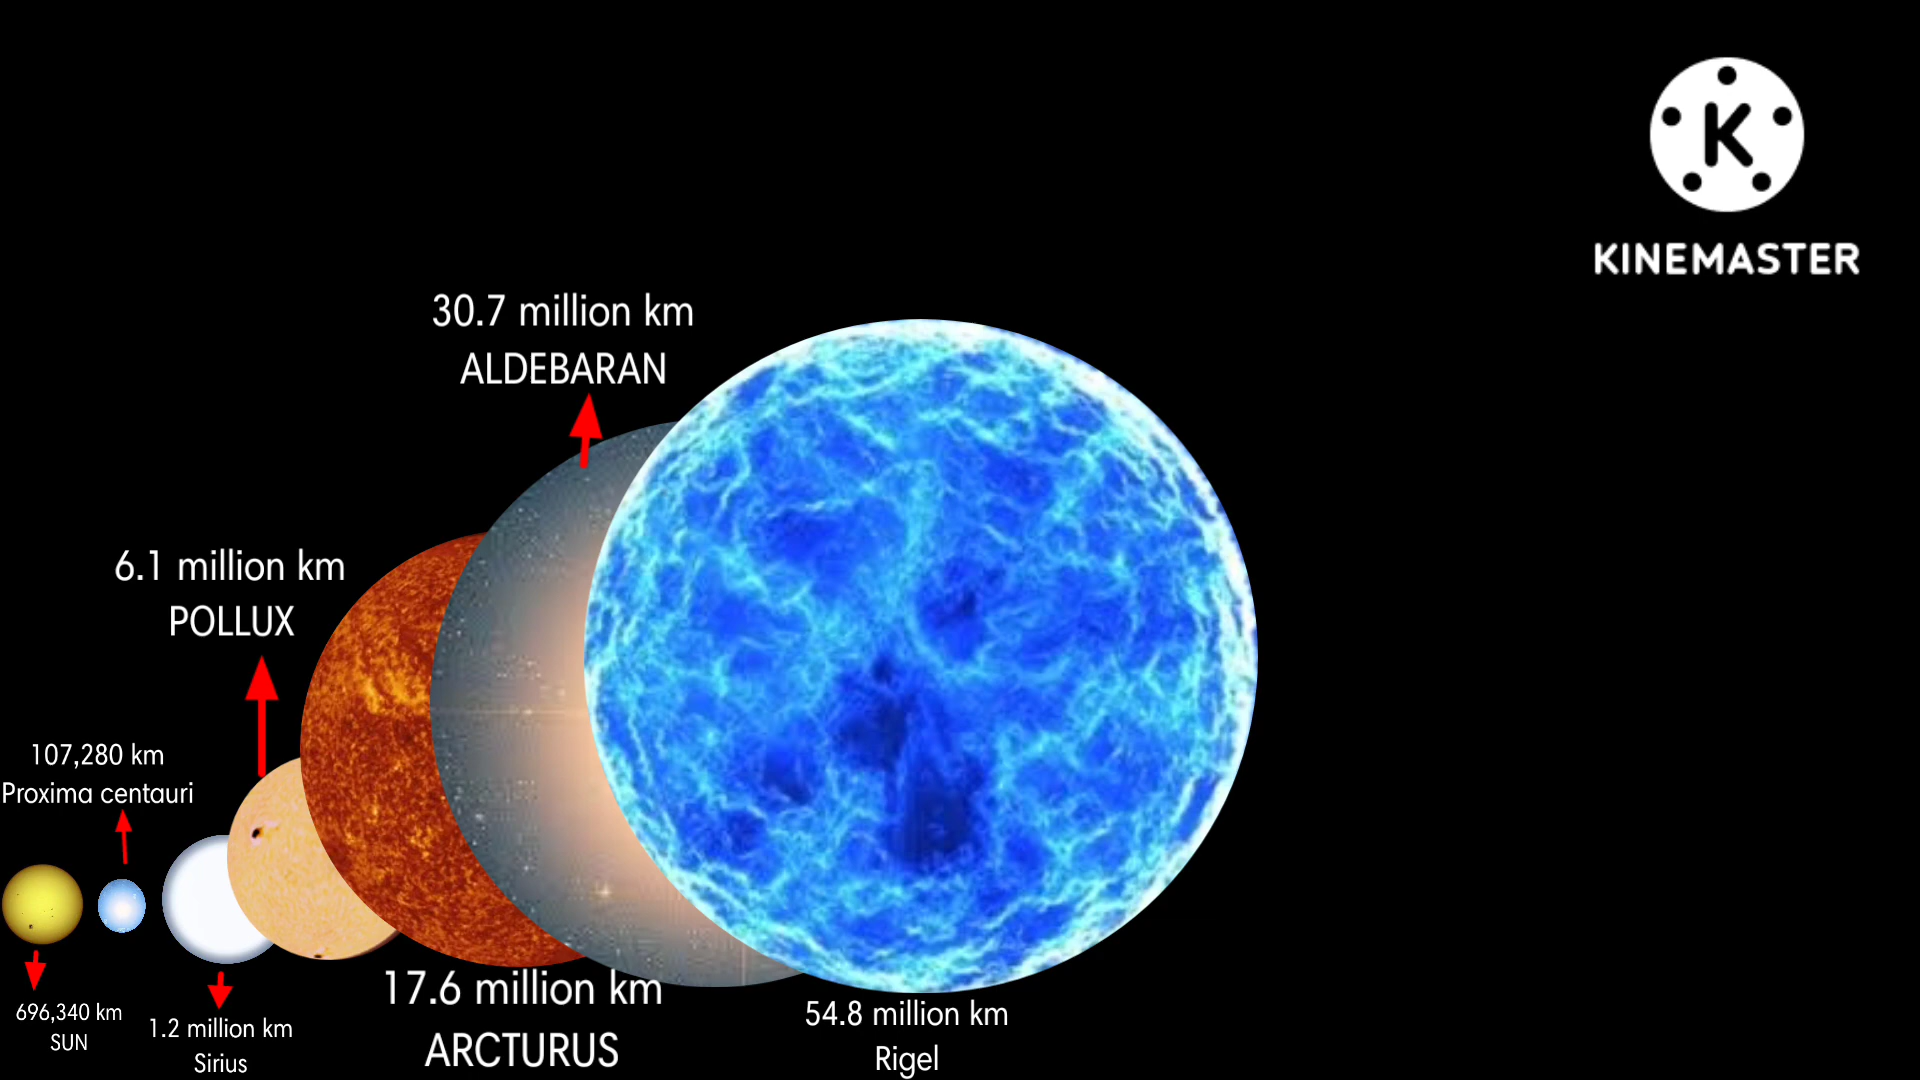 K
KINEMASTER
30.7 million km
ALDEBARAN
6.1 million km
POLLUX
107,280 km
Proxima centauri
696,340 km
SUN
1.2 million km
Sirius
17.6 million km
ARCTURUS
54.8 million km
Rigel